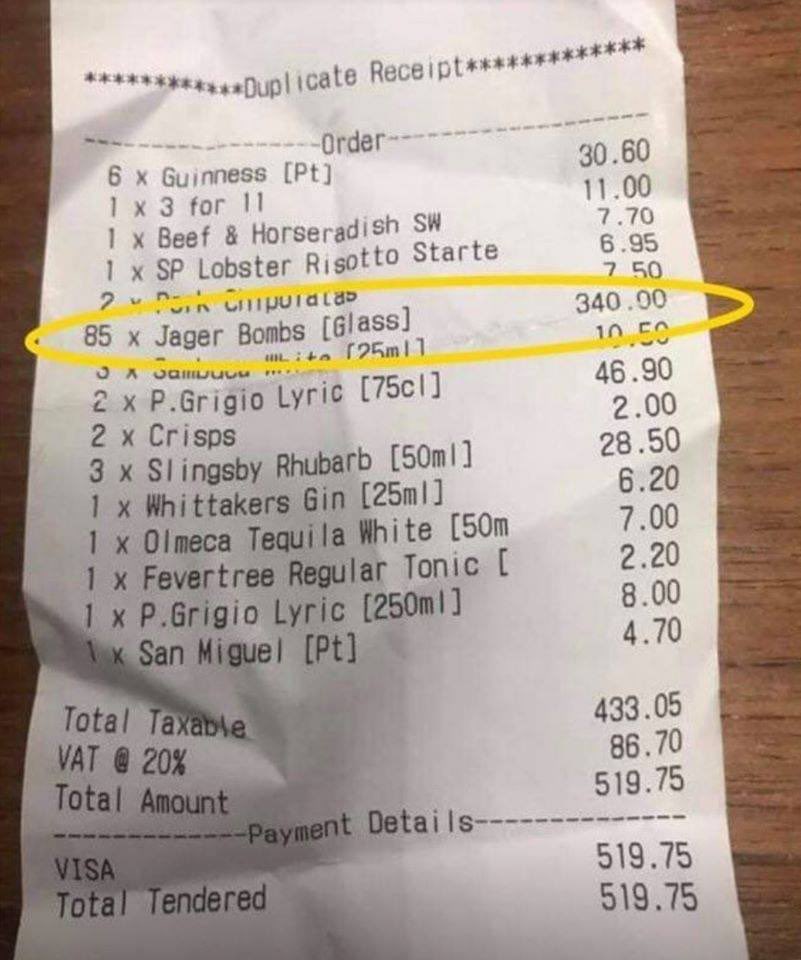 ************Duplicate Receipt*************
-----------------Order-------------------
6 x Guinness [Pt] 30.60
1 x 3 for 11 11.00
1 x Beef & Horseradish SW 7.70
1 x SP Lobster Risotto Starte 6.95
2 x Pork Chipolatas 7.50
85 x Jager Bombs [Glass] 340.00
3 x Sambuca White [25ml] 10.50
2 x P.Grigio Lyric [75cl] 46.90
2 x Crisps 2.00
3 x Slingsby Rhubarb [50ml] 28.50
1 x Whittakers Gin [25ml] 6.20
1 x Olmeca Tequila White [50m 7.00
1 x Fevertree Regular Tonic [ 2.20
1 x P.Grigio Lyric [250ml] 8.00
1 x San Miguel [Pt] 4.70
Total Taxable 433.05
VAT @ 20% 86.70
Total Amount 519.75
-------------Payment Details--------------
VISA 519.75
Total Tendered 519.75